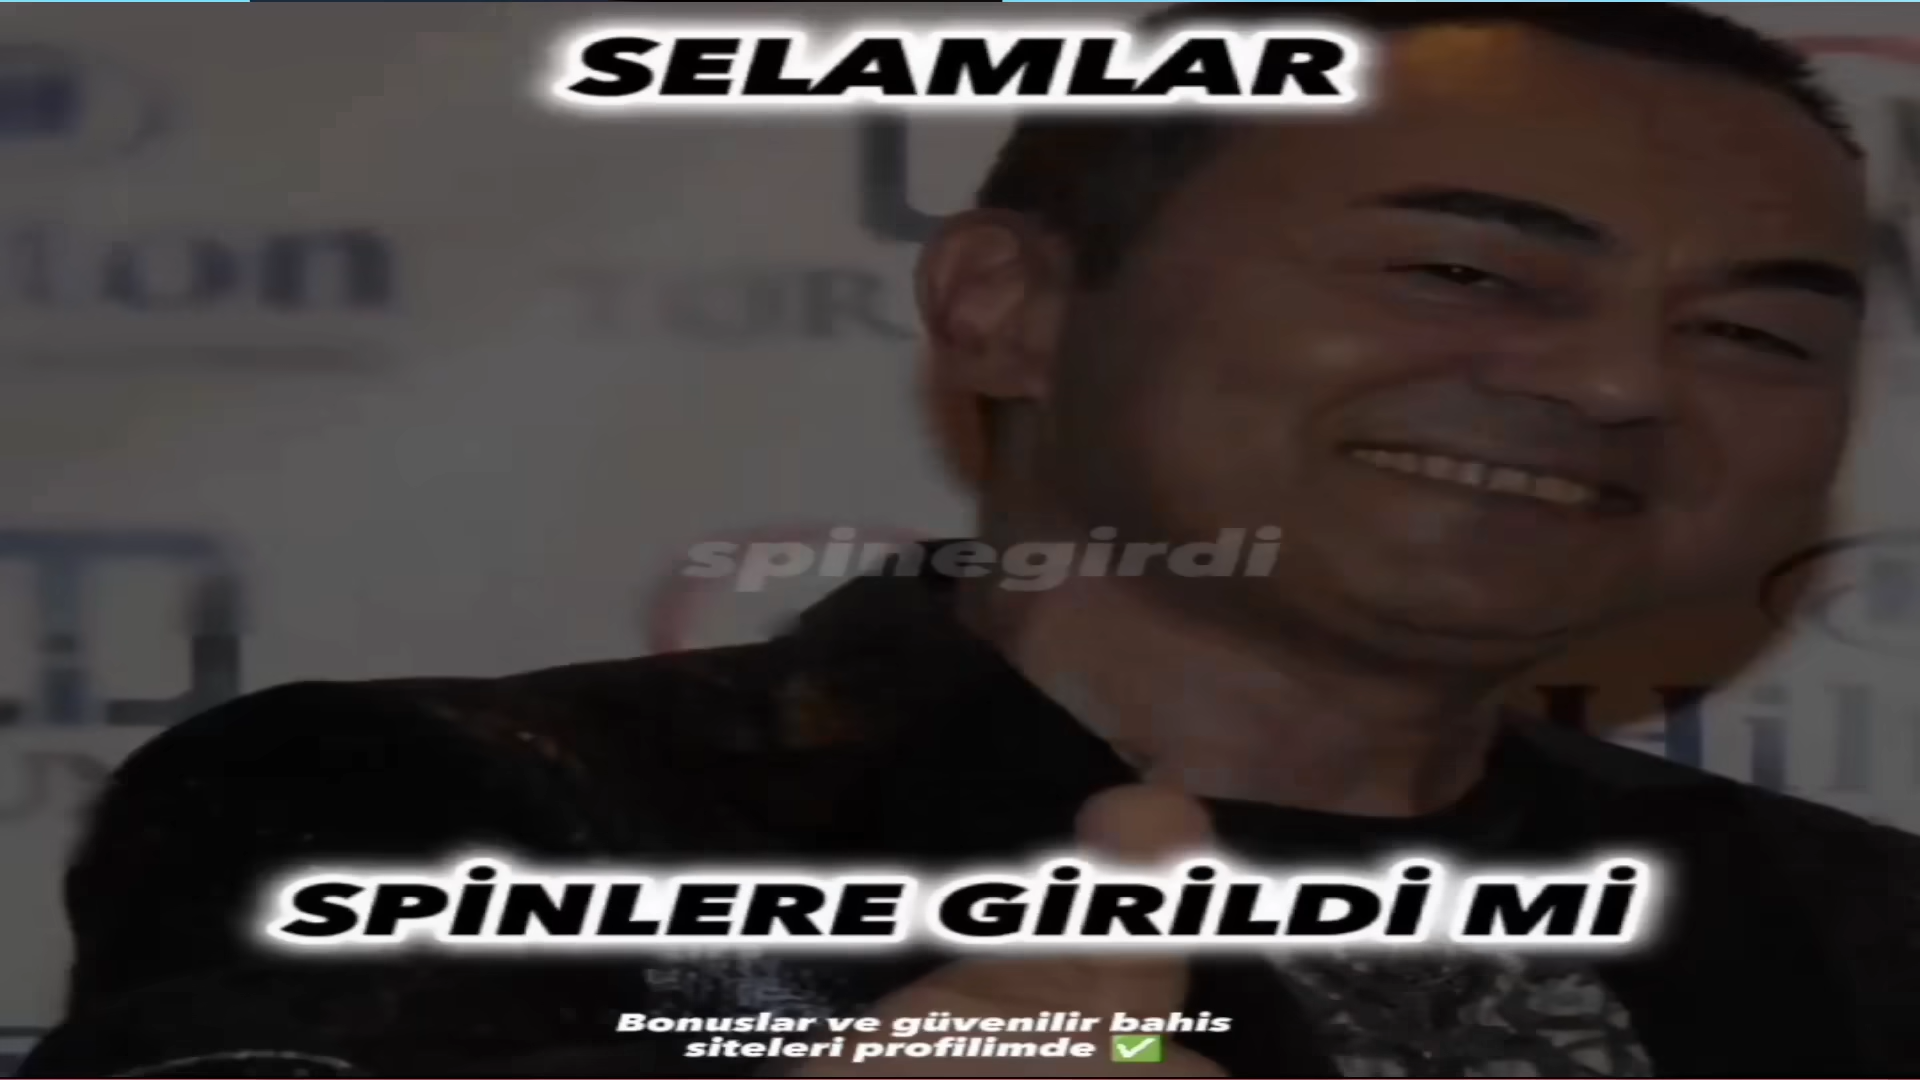 SELAMLAR
spinegirdi
SPİNLERE GİRİLDİ Mİ
Bonuslar ve güvenilir bahis
siteleri profilimde ✅